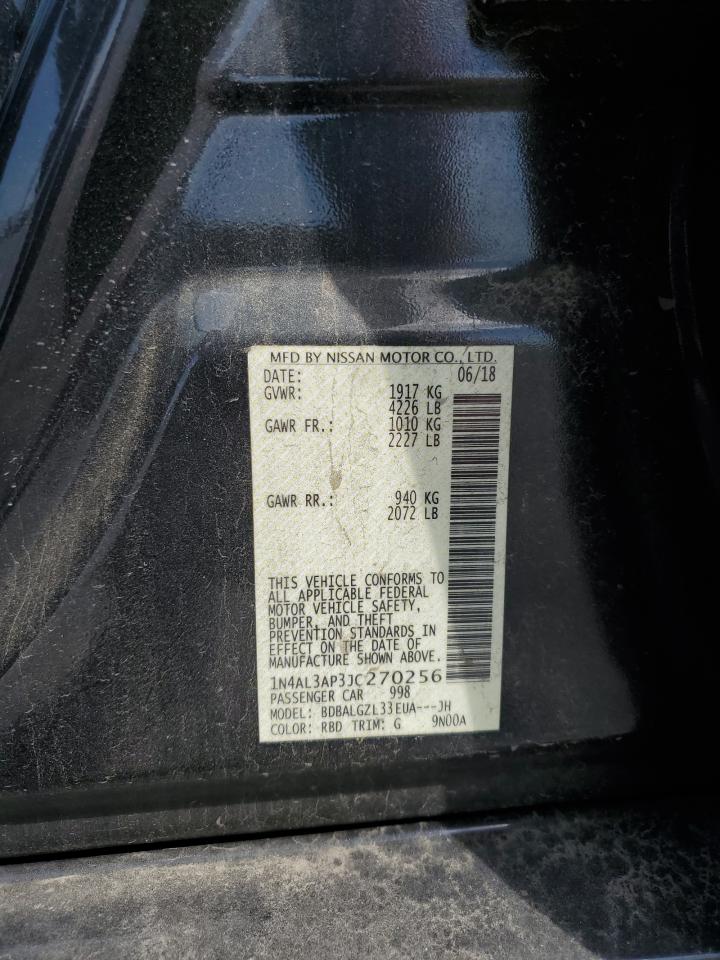 MFD BY NISSAN MOTOR CO., LTD.
DATE: 06/18
GVWR: 1917 KG
4226 LB
GAWR FR.: 1010 KG
2227 LB
GAWR RR.: 940 KG
2072 LB
THIS VEHICLE CONFORMS TO
ALL APPLICABLE FEDERAL
MOTOR VEHICLE SAFETY,
BUMPER, AND THEFT
PREVENTION STANDARDS IN
EFFECT ON THE DATE OF
MANUFACTURE SHOWN ABOVE.
1N4AL3AP3JC270256
PASSENGER CAR 998
MODEL: BDBALGZL33EUA---JH
COLOR: RBD TRIM: G 9N00A